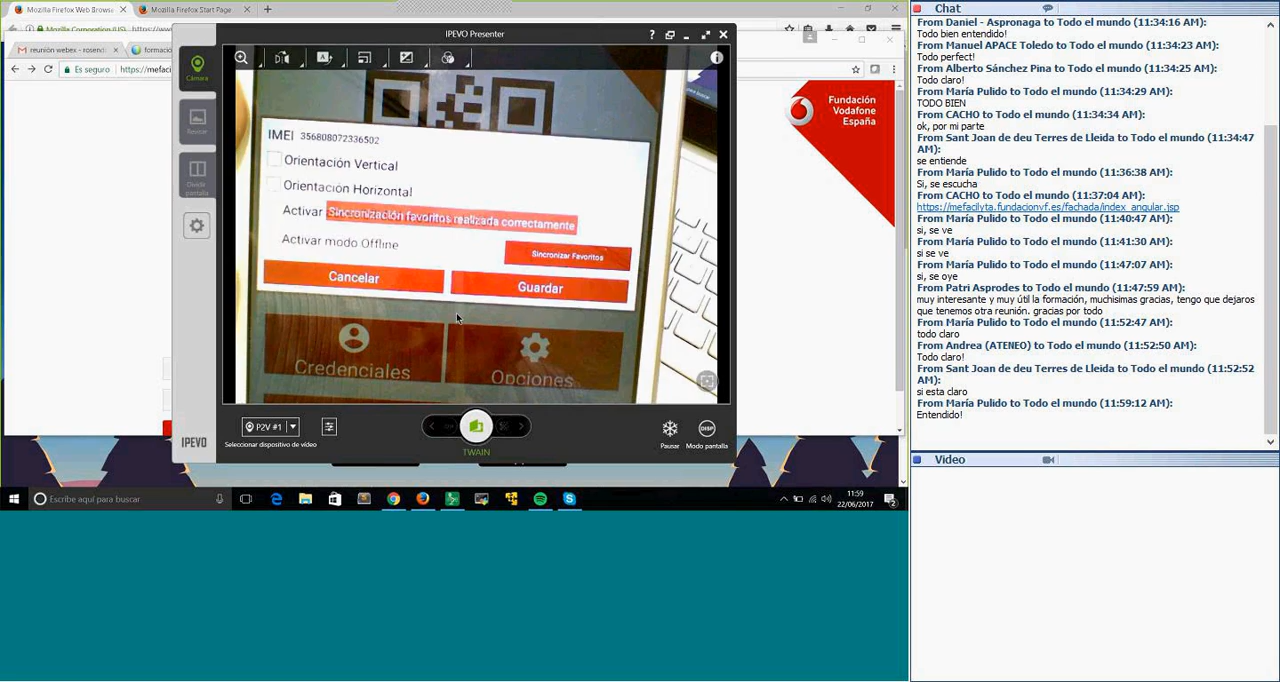 Mozilla Firefox Web Browse
Mozilla Firefox Start Page
Mozilla Corporation (US)
https://www
reunión webex - rosend
formació
Es seguro
https://mefaci
IPEVO Presenter
Cámara
Revisar
Dividir pantalla
IMEI 356808072336502
Orientación Vertical
Orientación Horizontal
Activar
Sincronización favoritos realizada correctamente
Activar modo Offline
Sincronizar Favoritos
Cancelar
Guardar
Credenciales
Opciones
Fundación
Vodafone
España
IPEVO
P2V #1
Seleccionar dispositivo de vídeo
TWAIN
Pausar
DISP
Modo pantalla
Escribe aquí para buscar
11:59
22/06/2017
2
Chat
From Daniel - Aspronaga to Todo el mundo (11:34:16 AM):
Todo bien entendido!
From Manuel APACE Toledo to Todo el mundo (11:34:23 AM):
Todo perfect!
From Alberto Sánchez Pina to Todo el mundo (11:34:25 AM):
Todo claro!
From María Pulido to Todo el mundo (11:34:29 AM):
TODO BIEN
From CACHO to Todo el mundo (11:34:34 AM):
ok, por mi parte
From Sant Joan de deu Terres de Lleida to Todo el mundo (11:34:47
AM):
se entiende
From María Pulido to Todo el mundo (11:36:38 AM):
Si, se escucha
From CACHO to Todo el mundo (11:37:04 AM):
https://mefacilyta.fundacionvf.es/fachada/index_angular.jsp
From María Pulido to Todo el mundo (11:40:47 AM):
si, se ve
From María Pulido to Todo el mundo (11:41:30 AM):
si se ve
From María Pulido to Todo el mundo (11:47:07 AM):
si, se oye
From Patri Asprodes to Todo el mundo (11:47:59 AM):
muy interesante y muy útil la formación, muchisimas gracias, tengo que dejaros
que tenemos otra reunión. gracias por todo
From María Pulido to Todo el mundo (11:52:47 AM):
todo claro
From Andrea (ATENEO) to Todo el mundo (11:52:50 AM):
Todo claro!
From Sant Joan de deu Terres de Lleida to Todo el mundo (11:52:52
AM):
si esta claro
From María Pulido to Todo el mundo (11:59:12 AM):
Entendido!
Video